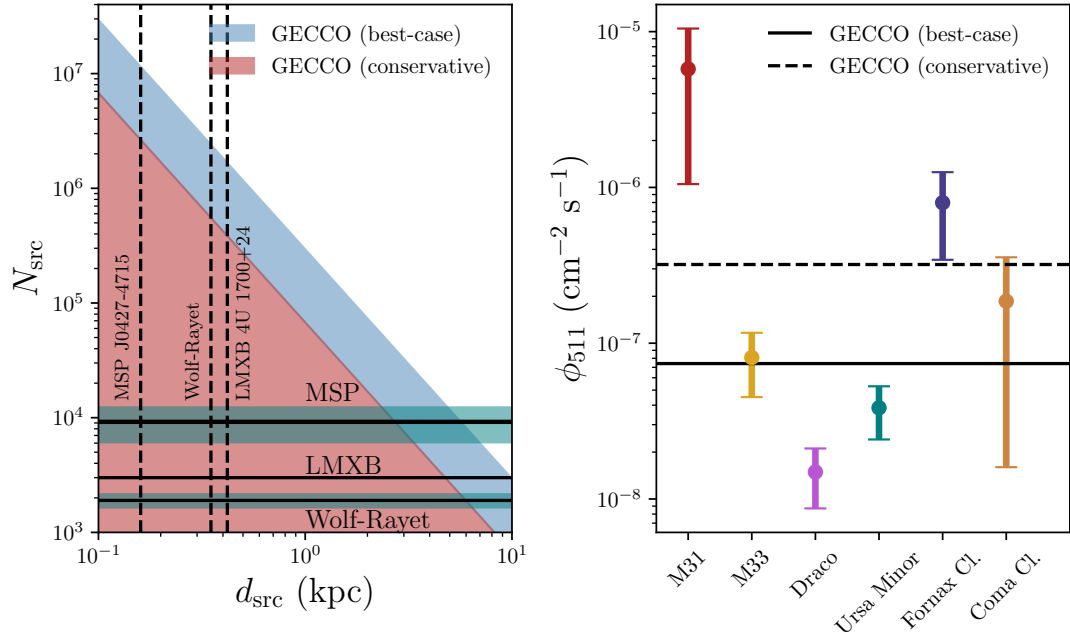 GECCO (best-case)
GECCO (conservative)
10^7
10^6
10^5
10^4
10^3
N_src
MSP J0427-4715
Wolf-Rayet
LMXB 4U 1700+24
MSP
LMXB
Wolf-Rayet
10^−1
10^0
10^1
d_src (kpc)
GECCO (best-case)
GECCO (conservative)
10^−5
10^−6
10^−7
10^−8
ϕ_511 (cm^−2 s^−1)
M31
M33
Draco
Ursa Minor
Fornax Cl.
Coma Cl.